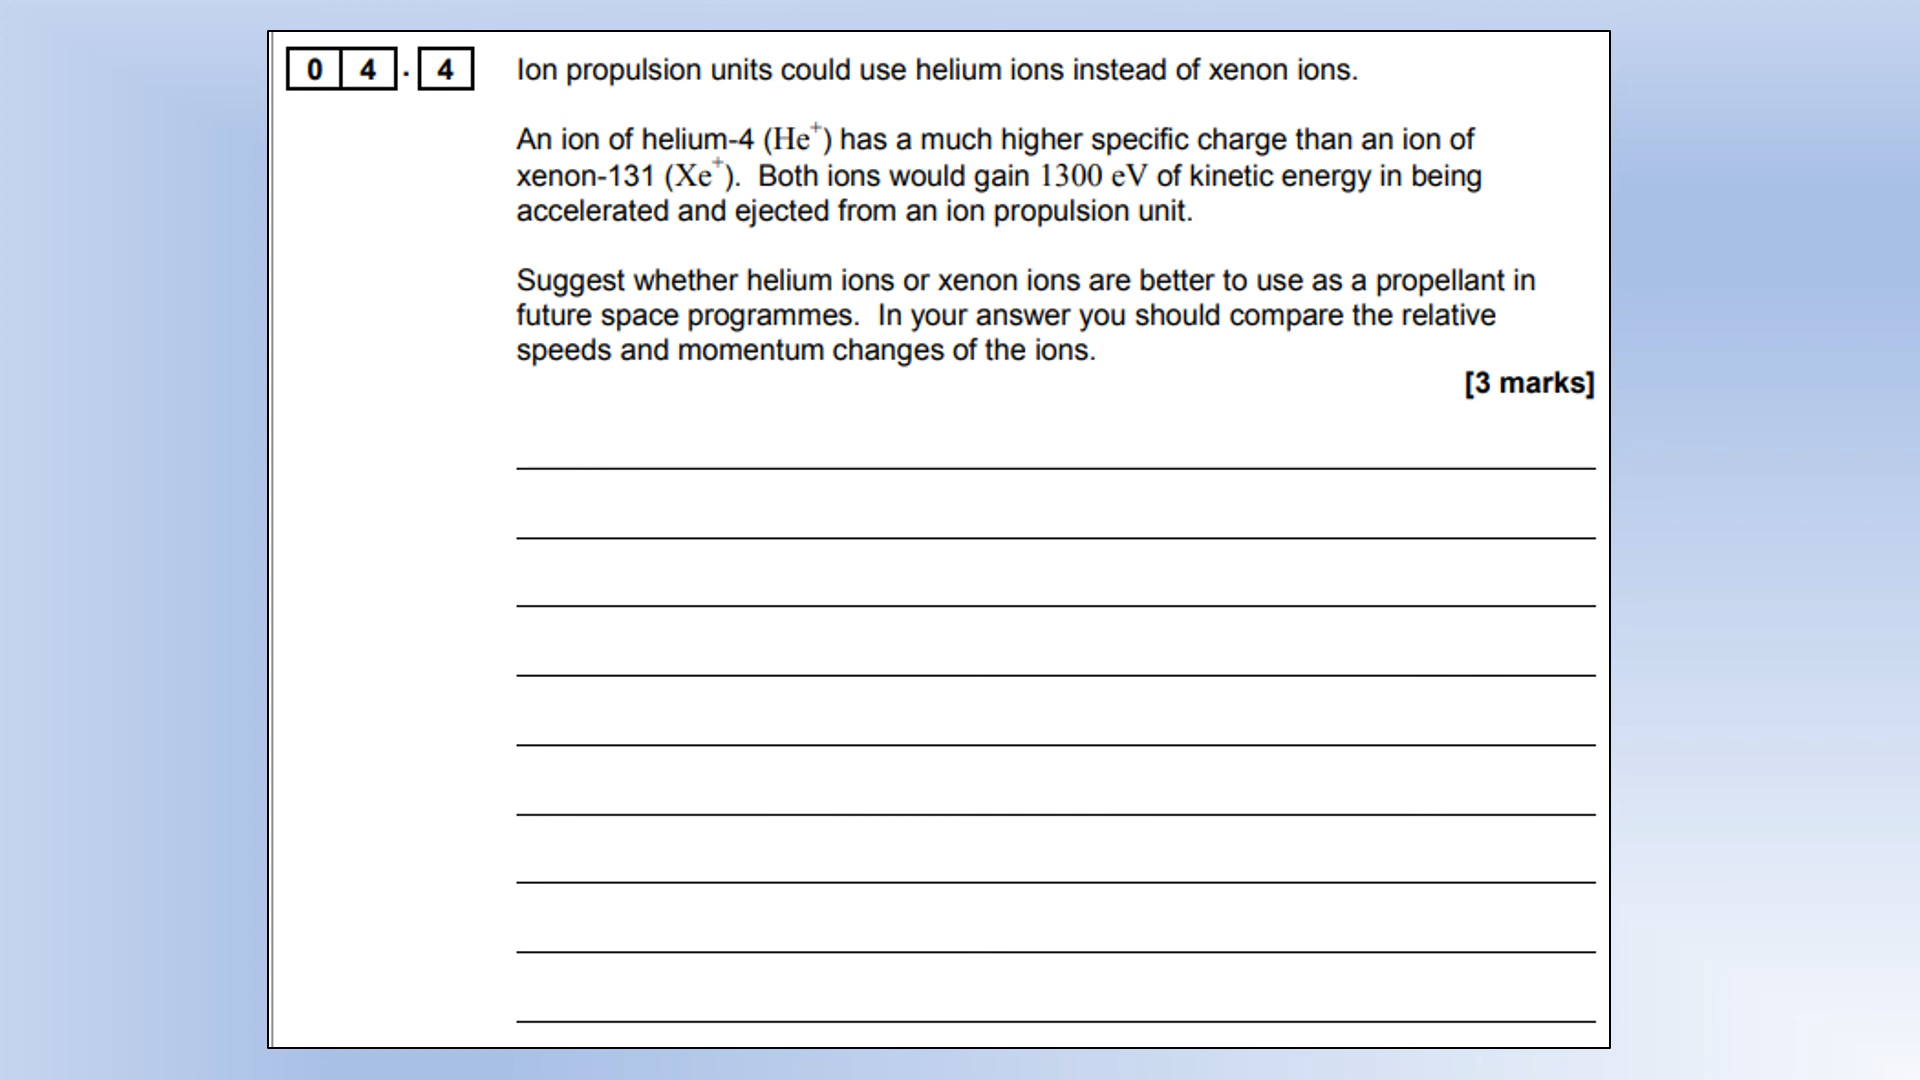 04.4 Ion propulsion units could use helium ions instead of xenon ions.
An ion of helium-4 (He⁺) has a much higher specific charge than an ion of
xenon-131 (Xe⁺). Both ions would gain 1300 eV of kinetic energy in being
accelerated and ejected from an ion propulsion unit.
Suggest whether helium ions or xenon ions are better to use as a propellant in
future space programmes. In your answer you should compare the relative
speeds and momentum changes of the ions.
[3 marks]